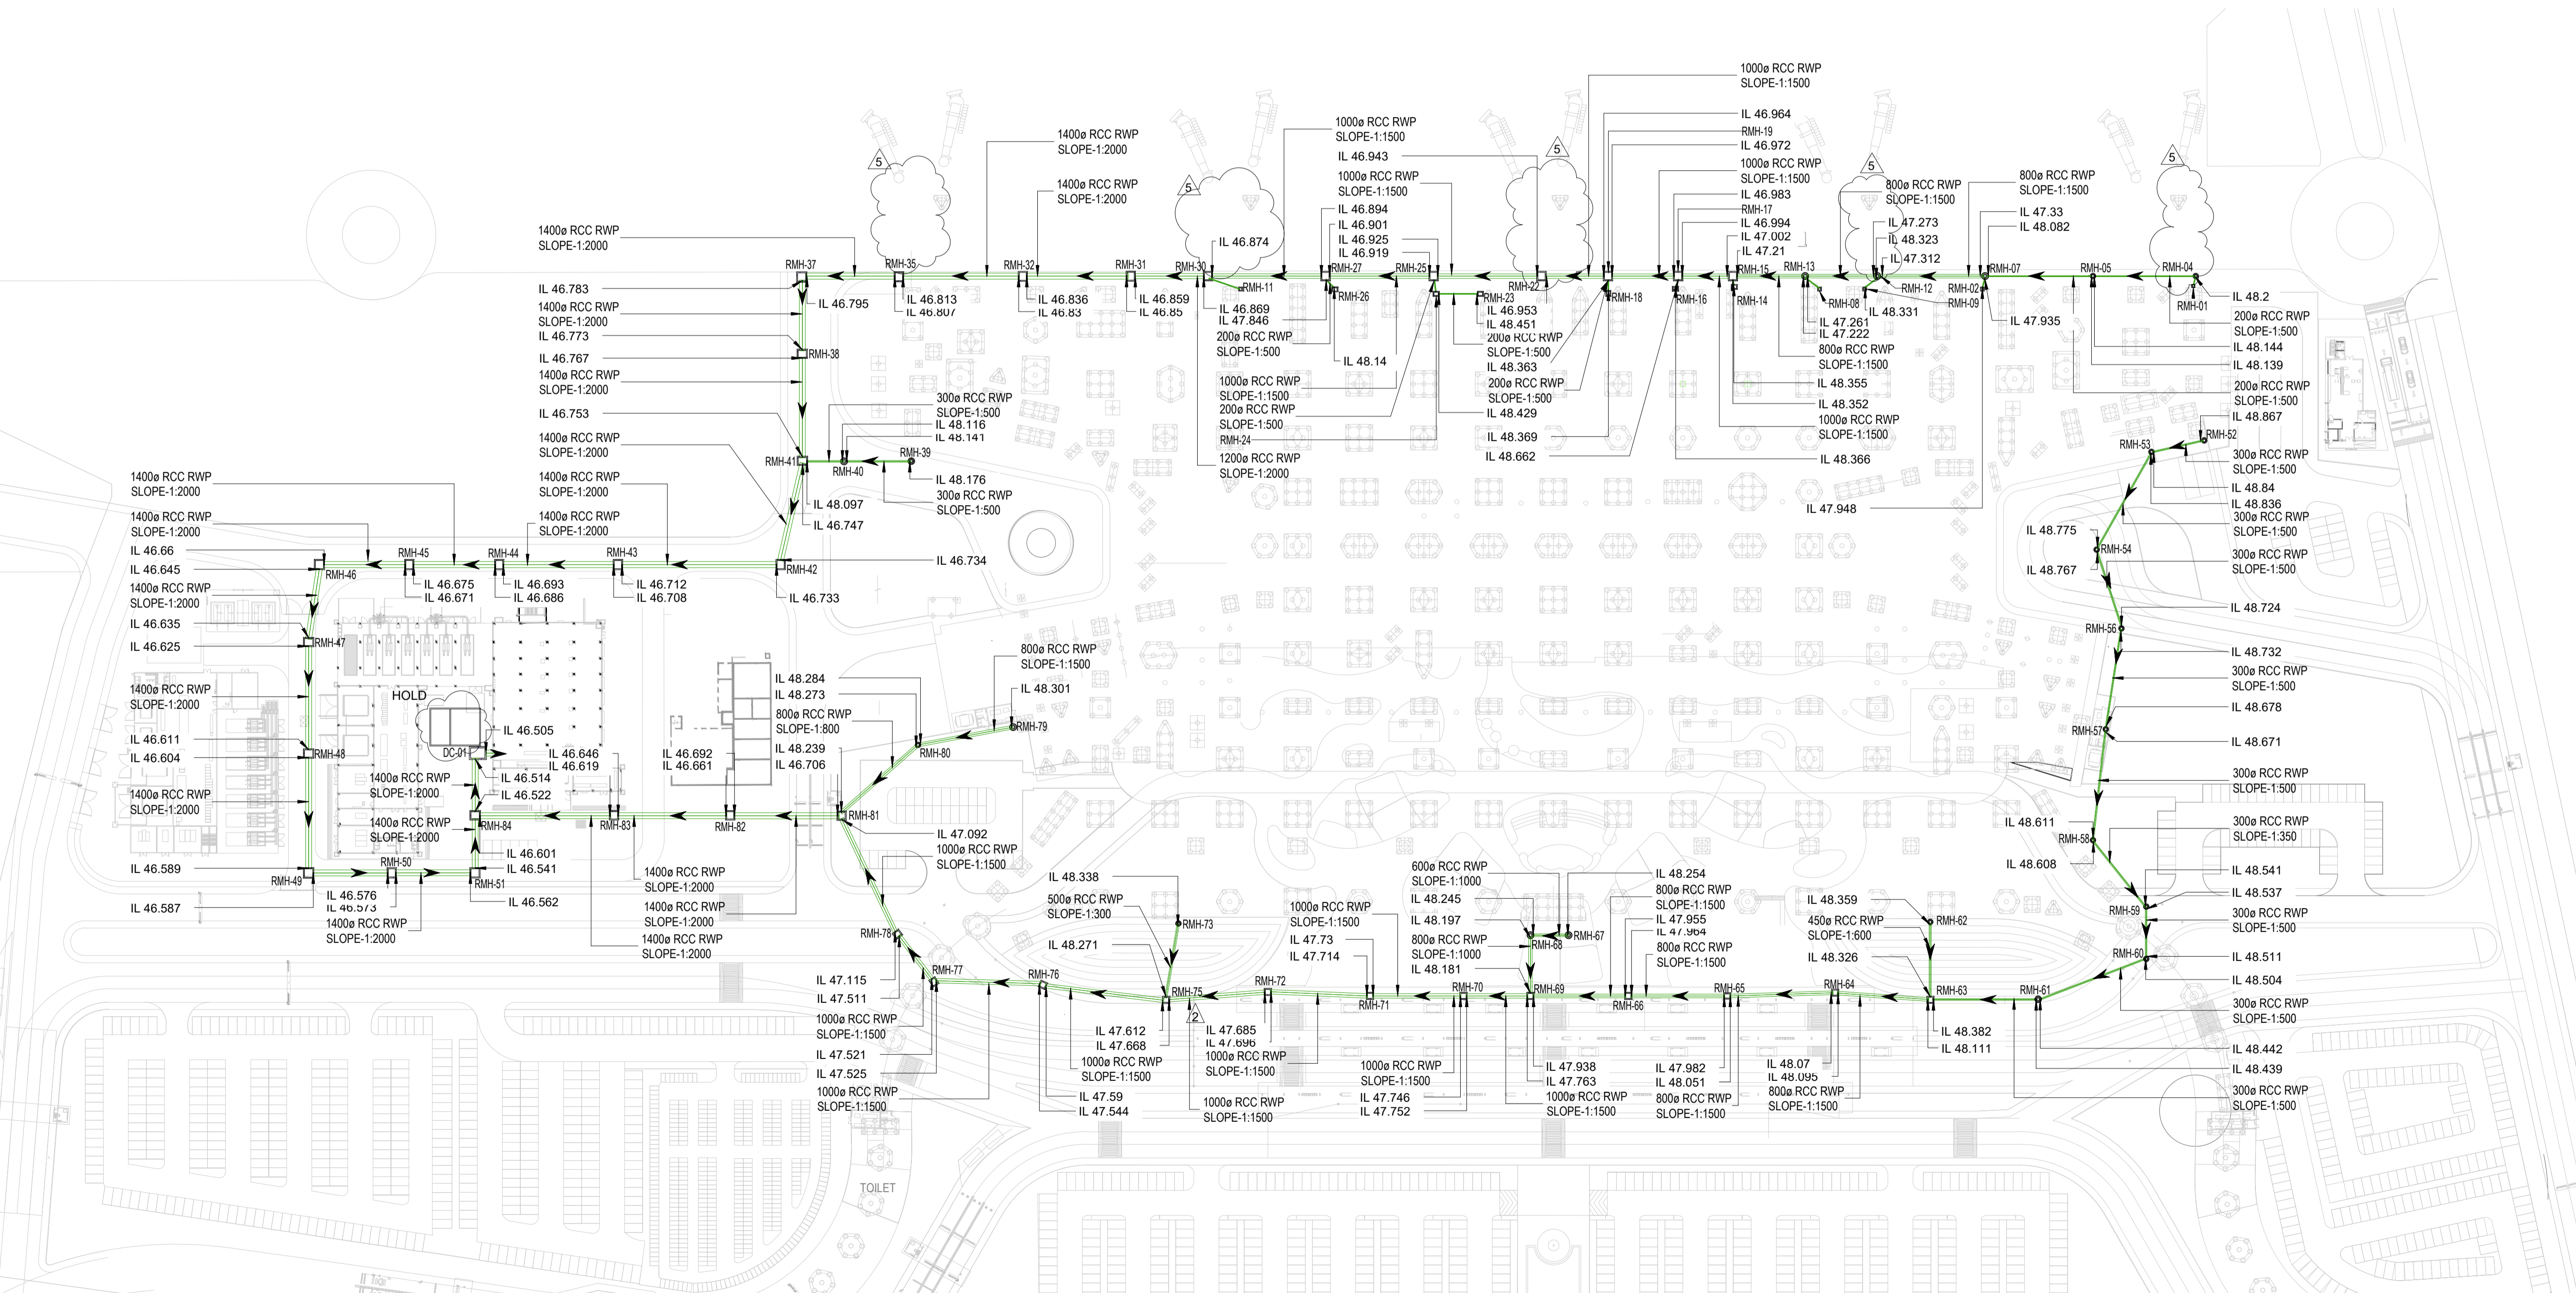 1000ø RCC RWP
SLOPE-1:1500
IL 46.964
RMH-19
IL 46.972
1000ø RCC RWP
SLOPE-1:1500
IL 46.983
RMH-17
IL 46.994
IL 47.002
IL 47.21
1000ø RCC RWP
SLOPE-1:1500
IL 46.943
1000ø RCC RWP
SLOPE-1:1500
IL 46.894
IL 46.901
IL 46.925
IL 46.919
1400ø RCC RWP
SLOPE-1:2000
1400ø RCC RWP
SLOPE-1:2000
1400ø RCC RWP
SLOPE-1:2000
5
5
5
5
5
800ø RCC RWP
SLOPE-1:1500
800ø RCC RWP
SLOPE-1:1500
IL 47.33
IL 48.082
IL 47.273
IL 48.323
IL 47.312
IL 46.874
RMH-37
RMH-35
RMH-32
RMH-31
RMH-30
RMH-27
RMH-25
RMH-22
RMH-15
RMH-13
RMH-12
RMH-07
RMH-05
RMH-04
RMH-11
RMH-26
RMH-23
RMH-18
RMH-16
RMH-14
RMH-08
RMH-09
RMH-02
RMH-01
IL 46.783
1400ø RCC RWP
SLOPE-1:2000
IL 46.773
IL 46.767
1400ø RCC RWP
SLOPE-1:2000
IL 46.753
1400ø RCC RWP
SLOPE-1:2000
1400ø RCC RWP
SLOPE-1:2000
1400ø RCC RWP
SLOPE-1:2000
IL 46.795
IL 46.813
IL 46.807
IL 46.836
IL 46.83
IL 46.859
IL 46.85
IL 46.869
IL 47.846
200ø RCC RWP
SLOPE-1:500
IL 48.14
1000ø RCC RWP
SLOPE-1:1500
200ø RCC RWP
SLOPE-1:500
RMH-24
1200ø RCC RWP
SLOPE-1:2000
IL 46.953
IL 48.451
200ø RCC RWP
SLOPE-1:500
IL 48.363
200ø RCC RWP
SLOPE-1:500
IL 48.429
IL 48.369
IL 48.662
IL 48.331
IL 47.261
IL 47.222
800ø RCC RWP
SLOPE-1:1500
IL 48.355
IL 48.352
1000ø RCC RWP
SLOPE-1:1500
IL 48.366
IL 47.948
IL 47.935
IL 48.2
200ø RCC RWP
SLOPE-1:500
IL 48.144
IL 48.139
200ø RCC RWP
SLOPE-1:500
IL 48.867
RMH-52
RMH-53
300ø RCC RWP
SLOPE-1:500
IL 48.84
IL 48.836
300ø RCC RWP
SLOPE-1:500
IL 48.775
RMH-54
IL 48.767
300ø RCC RWP
SLOPE-1:500
IL 48.724
RMH-56
IL 48.732
300ø RCC RWP
SLOPE-1:500
IL 48.678
RMH-57
IL 48.671
300ø RCC RWP
SLOPE-1:500
IL 48.611
300ø RCC RWP
SLOPE-1:350
RMH-58
IL 48.608
IL 48.541
IL 48.537
RMH-59
300ø RCC RWP
SLOPE-1:500
RMH-60
IL 48.511
IL 48.504
300ø RCC RWP
SLOPE-1:500
RMH-61
IL 48.442
IL 48.439
300ø RCC RWP
SLOPE-1:500
RMH-38
300ø RCC RWP
SLOPE-1:500
IL 48.116
IL 48.141
RMH-41
RMH-40
RMH-39
IL 48.176
300ø RCC RWP
SLOPE-1:500
IL 48.097
IL 46.747
IL 46.734
RMH-42
IL 46.733
1400ø RCC RWP
SLOPE-1:2000
1400ø RCC RWP
SLOPE-1:2000
IL 46.66
IL 46.645
1400ø RCC RWP
SLOPE-1:2000
IL 46.635
IL 46.625
1400ø RCC RWP
SLOPE-1:2000
IL 46.611
IL 46.604
1400ø RCC RWP
SLOPE-1:2000
IL 46.589
IL 46.587
RMH-46
RMH-45
RMH-44
RMH-43
IL 46.675
IL 46.671
IL 46.693
IL 46.686
IL 46.712
IL 46.708
RMH-47
RMH-48
RMH-49
RMH-50
RMH-51
HOLD
DC-01
IL 46.505
IL 46.514
1400ø RCC RWP
SLOPE-1:2000
IL 46.522
1400ø RCC RWP
SLOPE-1:2000
RMH-84
IL 46.601
IL 46.541
IL 46.562
IL 46.576
IL 46.573
1400ø RCC RWP
SLOPE-1:2000
IL 46.646
IL 46.619
RMH-83
IL 46.692
IL 46.661
RMH-82
1400ø RCC RWP
SLOPE-1:2000
1400ø RCC RWP
SLOPE-1:2000
1400ø RCC RWP
SLOPE-1:2000
IL 48.284
IL 48.273
800ø RCC RWP
SLOPE-1:800
IL 48.239
IL 46.706
RMH-81
RMH-80
RMH-79
800ø RCC RWP
SLOPE-1:1500
IL 48.301
IL 47.092
1000ø RCC RWP
SLOPE-1:1500
RMH-78
IL 47.115
IL 47.511
1000ø RCC RWP
SLOPE-1:1500
IL 47.521
IL 47.525
1000ø RCC RWP
SLOPE-1:1500
RMH-77
RMH-76
IL 48.338
500ø RCC RWP
SLOPE-1:300
IL 48.271
RMH-73
RMH-75
2
RMH-72
IL 47.612
IL 47.668
1000ø RCC RWP
SLOPE-1:1500
IL 47.59
IL 47.544
IL 47.685
IL 47.696
1000ø RCC RWP
SLOPE-1:1500
1000ø RCC RWP
SLOPE-1:1500
1000ø RCC RWP
SLOPE-1:1500
IL 47.73
IL 47.714
RMH-71
RMH-70
RMH-69
1000ø RCC RWP
SLOPE-1:1500
IL 47.746
IL 47.752
600ø RCC RWP
SLOPE-1:1000
IL 48.245
IL 48.197
800ø RCC RWP
SLOPE-1:1000
IL 48.181
RMH-68
RMH-67
IL 48.254
800ø RCC RWP
SLOPE-1:1500
IL 47.955
IL 47.964
800ø RCC RWP
SLOPE-1:1500
RMH-66
RMH-65
RMH-64
RMH-63
RMH-62
IL 47.938
IL 47.763
1000ø RCC RWP
SLOPE-1:1500
IL 47.982
IL 48.051
800ø RCC RWP
SLOPE-1:1500
IL 48.07
IL 48.095
800ø RCC RWP
SLOPE-1:1500
IL 48.359
450ø RCC RWP
SLOPE-1:600
IL 48.326
IL 48.382
IL 48.111
TOILET